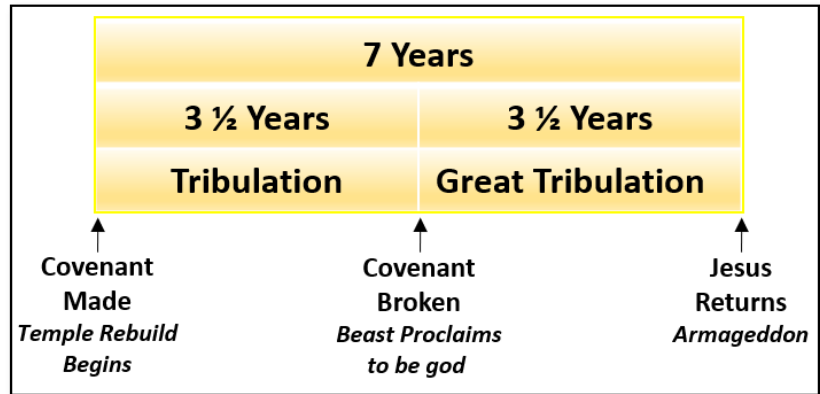 7 Years
3 ½ Years
3 ½ Years
Tribulation
Great Tribulation
Covenant
Made
Temple Rebuild
Begins
Covenant
Broken
Beast Proclaims
to be god
Jesus
Returns
Armageddon